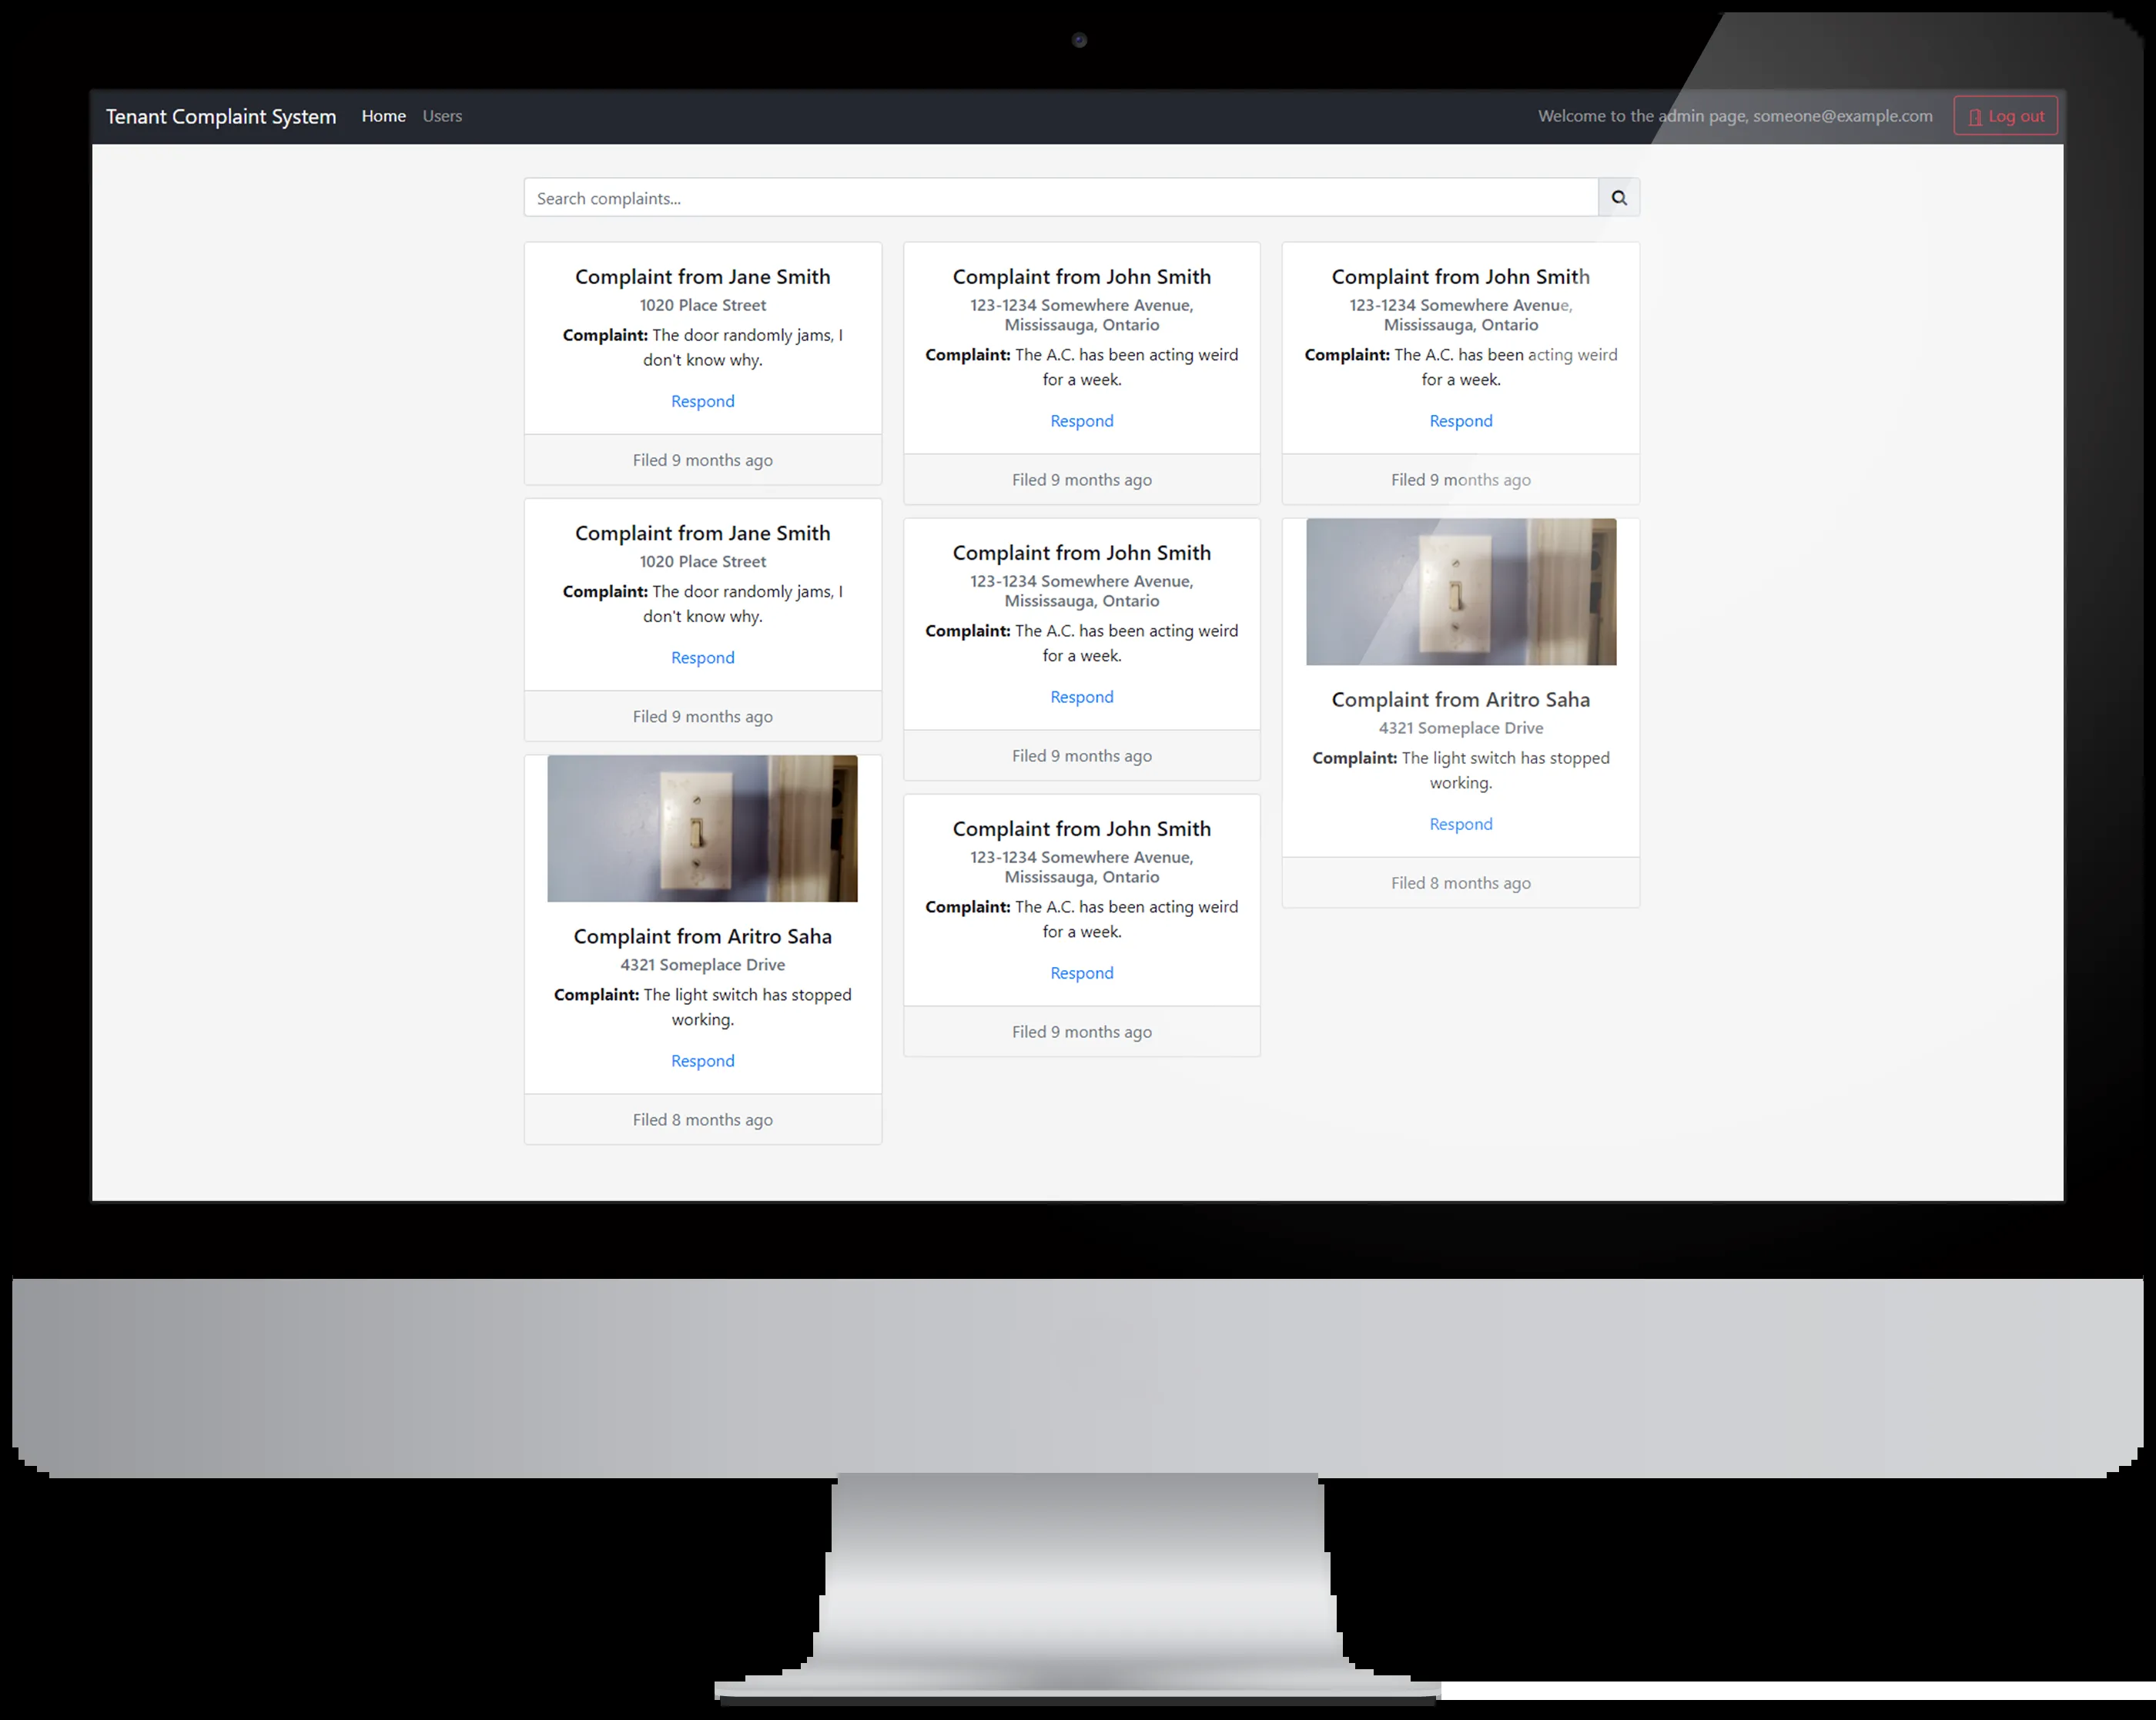 Tenant Complaint System Home Users Welcome to the admin page, someone@example.com Log out
Search complaints...
Complaint from Jane Smith
1020 Place Street
Complaint: The door randomly jams, I
don't know why.
Respond
Filed 9 months ago
Complaint from Jane Smith
1020 Place Street
Complaint: The door randomly jams, I
don't know why.
Respond
Filed 9 months ago
Complaint from Aritro Saha
4321 Someplace Drive
Complaint: The light switch has stopped
working.
Respond
Filed 8 months ago
Complaint from John Smith
123-1234 Somewhere Avenue,
Mississauga, Ontario
Complaint: The A.C. has been acting weird
for a week.
Respond
Filed 9 months ago
Complaint from John Smith
123-1234 Somewhere Avenue,
Mississauga, Ontario
Complaint: The A.C. has been acting weird
for a week.
Respond
Filed 9 months ago
Complaint from John Smith
123-1234 Somewhere Avenue,
Mississauga, Ontario
Complaint: The A.C. has been acting weird
for a week.
Respond
Filed 9 months ago
Complaint from John Smith
123-1234 Somewhere Avenue,
Mississauga, Ontario
Complaint: The A.C. has been acting weird
for a week.
Respond
Filed 9 months ago
Complaint from Aritro Saha
4321 Someplace Drive
Complaint: The light switch has stopped
working.
Respond
Filed 8 months ago